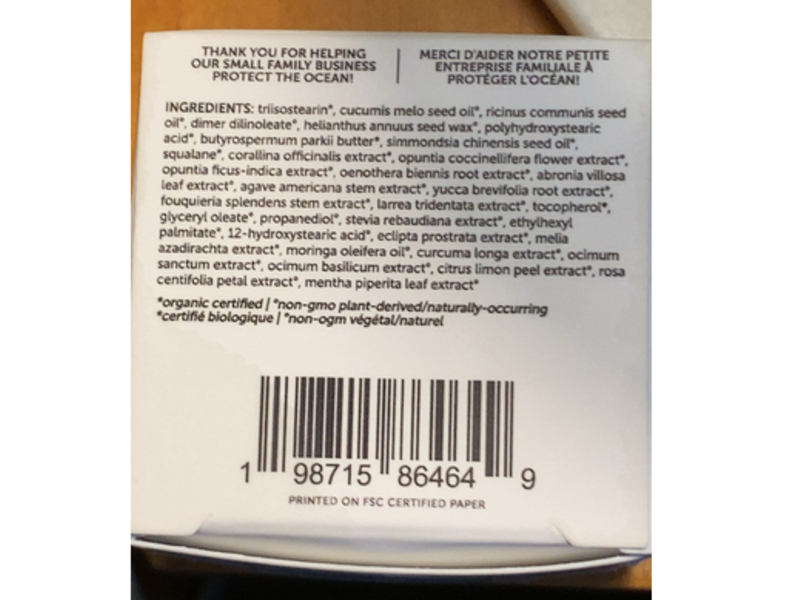 THANK YOU FOR HELPING
OUR SMALL FAMILY BUSINESS
PROTECT THE OCEAN!
MERCI D'AIDER NOTRE PETITE
ENTREPRISE FAMILIALE À
PROTÉGER L'OCÉAN!
INGREDIENTS: triisostearin°, cucumis melo seed oil*, ricinus communis seed
oil*, dimer dilinoleate°, helianthus annuus seed wax°, polyhydroxystearic
acid°, butyrospermum parkii butter*, simmondsia chinensis seed oil*,
squalane°, corallina officinalis extract°, opuntia coccinellifera flower extract*,
opuntia ficus-indica extract°, oenothera biennis root extract°, abronia villosa
leaf extract°, agave americana stem extract*, yucca brevifolia root extract°,
fouquieria splendens stem extract°, larrea tridentata extract°, tocopherol°,
glyceryl oleate°, propanediol°, stevia rebaudiana extract°, ethylhexyl
palmitate°, 12-hydroxystearic acid°, eclipta prostrata extract°, melia
azadirachta extract°, moringa oleifera oil°, curcuma longa extract°, ocimum
sanctum extract°, ocimum basilicum extract°, citrus limon peel extract°, rosa
centifolia petal extract°, mentha piperita leaf extract°
*organic certified | °non-gmo plant-derived/naturally-occurring
*certifié biologique | °non-ogm végétal/naturel
1 98715 86464 9
PRINTED ON FSC CERTIFIED PAPER